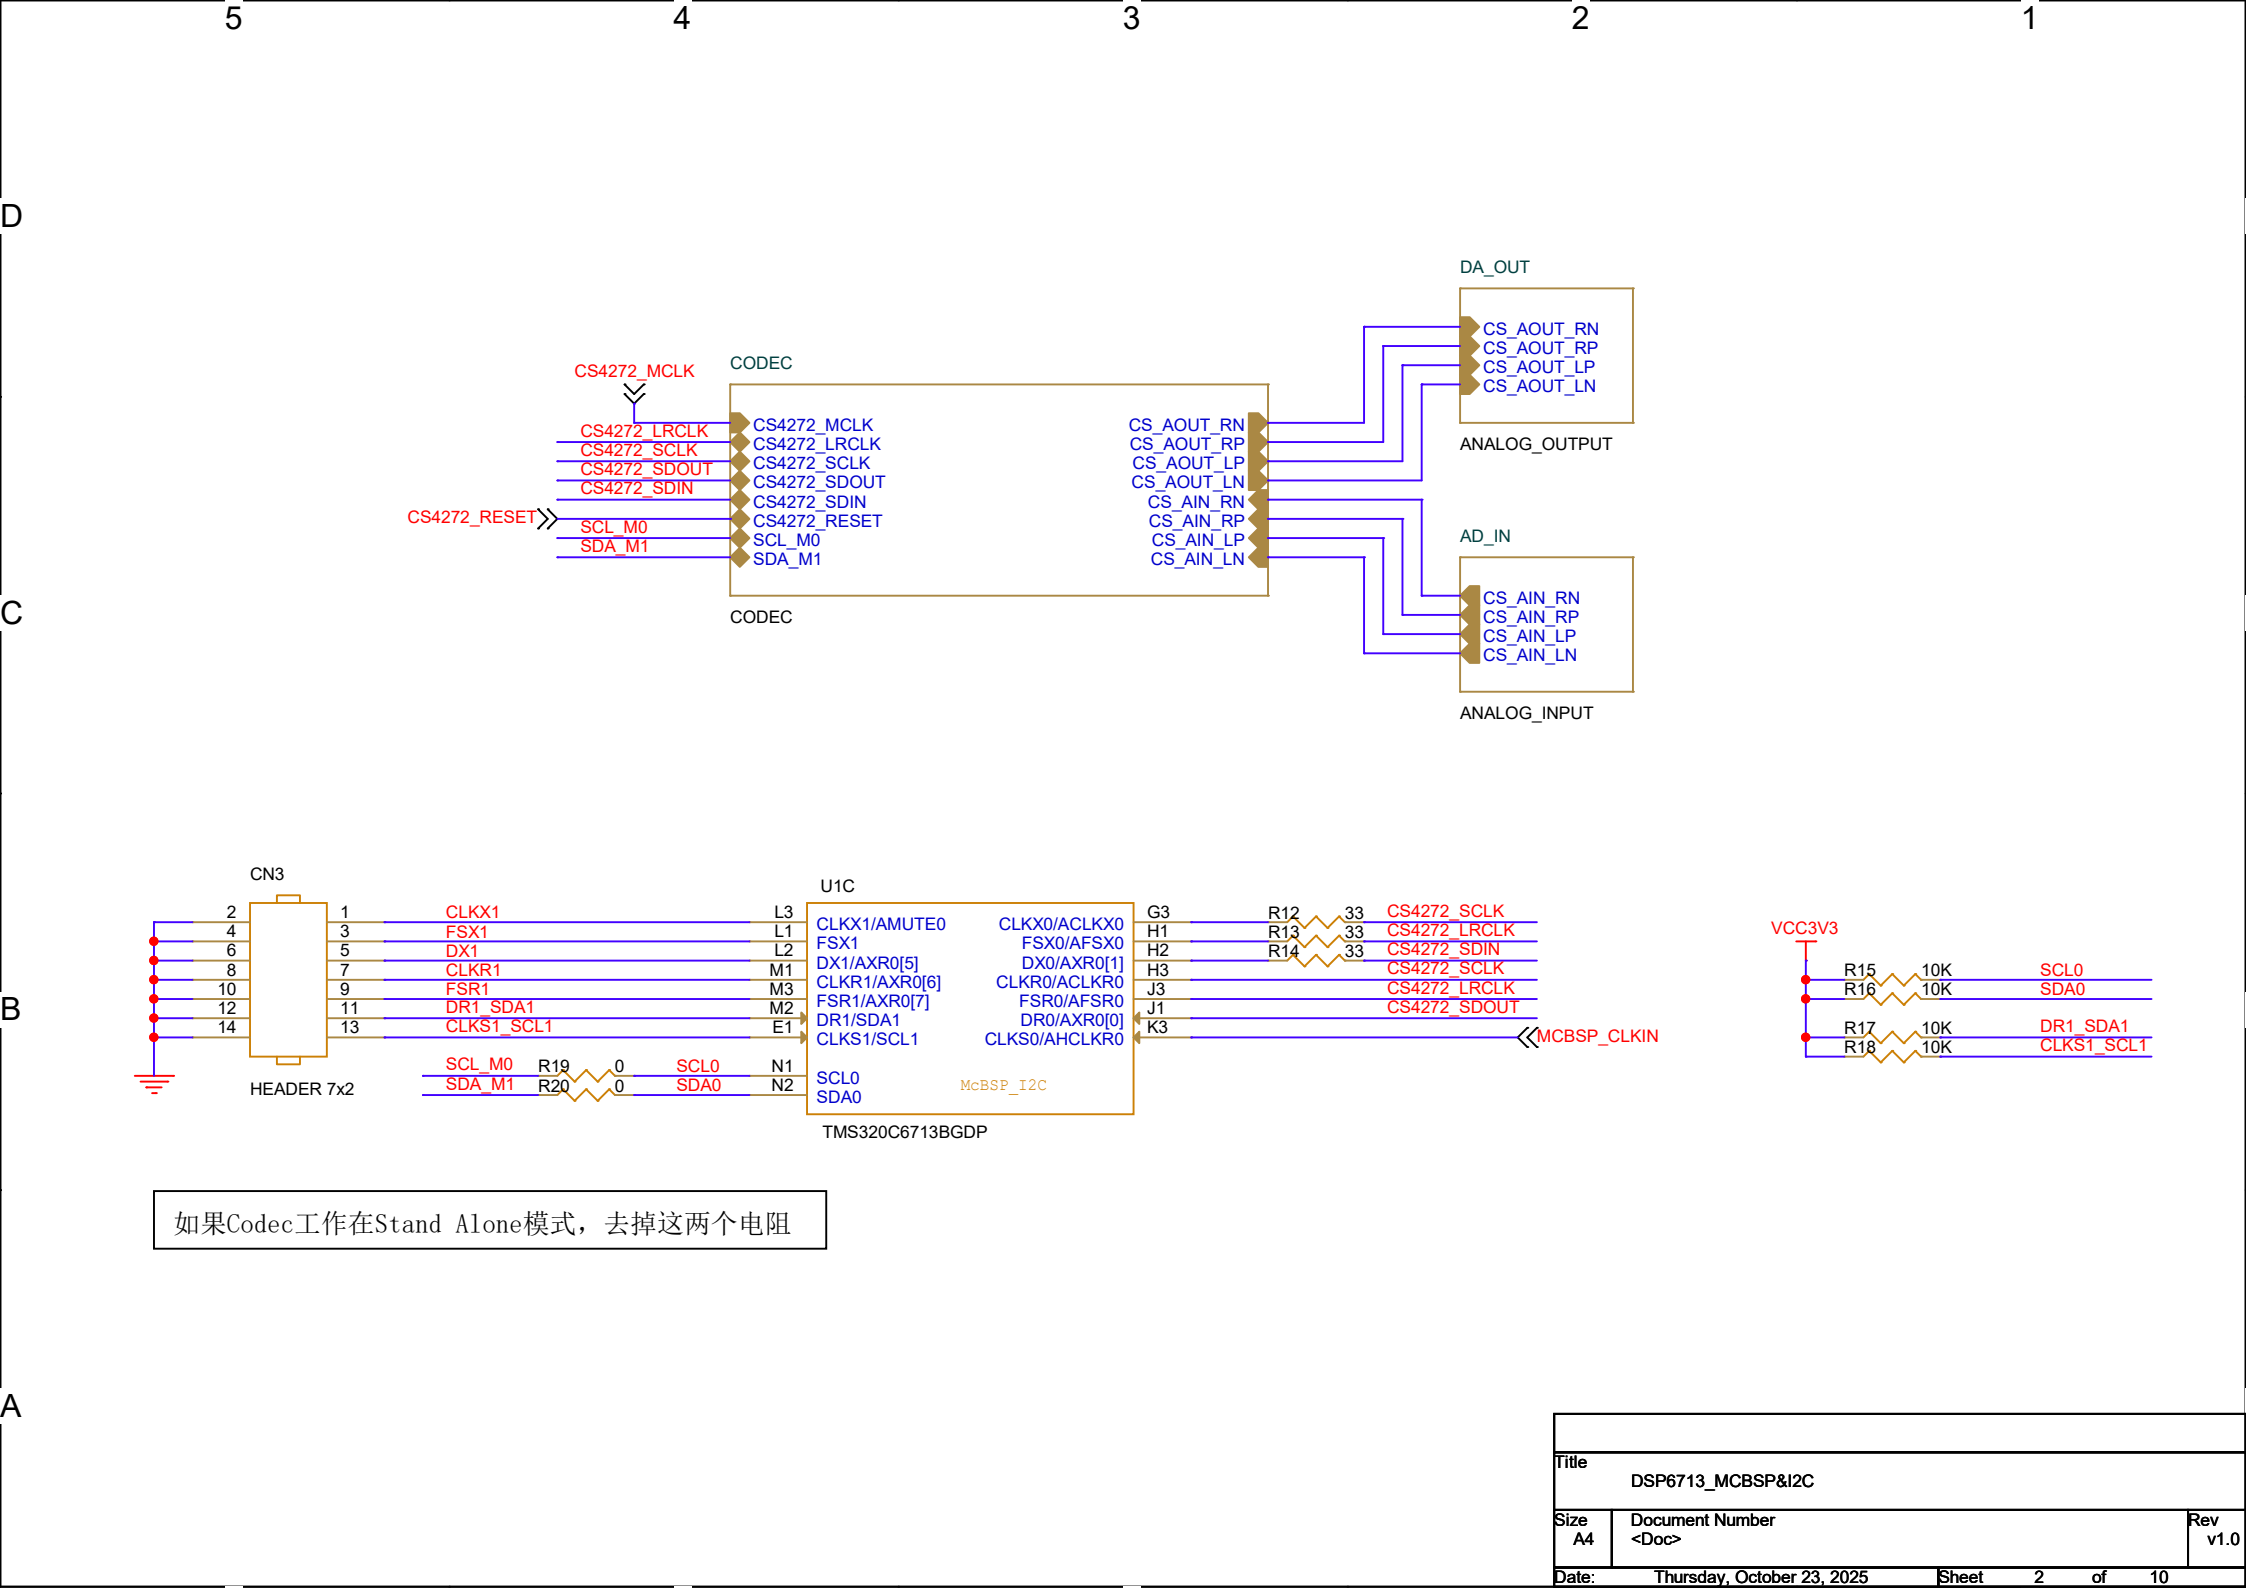 5 4 3 2 1
D
C
B
A
DA_OUT
CS_AOUT_RN
CS_AOUT_RP
CS_AOUT_LP
CS_AOUT_LN
ANALOG_OUTPUT
CS4272_MCLK
CS4272_LRCLK
CS4272_SCLK
CS4272_SDOUT
CS4272_SDIN
CS4272_RESET
SCL_M0
SDA_M1
CODEC
CS4272_MCLK
CS4272_LRCLK
CS4272_SCLK
CS4272_SDOUT
CS4272_SDIN
CS4272_RESET
SCL_M0
SDA_M1
CS_AOUT_RN
CS_AOUT_RP
CS_AOUT_LP
CS_AOUT_LN
CS_AIN_RN
CS_AIN_RP
CS_AIN_LP
CS_AIN_LN
CODEC
AD_IN
CS_AIN_RN
CS_AIN_RP
CS_AIN_LP
CS_AIN_LN
ANALOG_INPUT
CN3
2 1 CLKX1 L3
4 3 FSX1 L1
6 5 DX1 L2
8 7 CLKR1 M1
10 9 FSR1 M3
12 11 DR1_SDA1 M2
14 13 CLKS1_SCL1 E1
HEADER 7x2
SCL_M0 R19 0 SCL0 N1
SDA_M1 R20 0 SDA0 N2
U1C
CLKX1/AMUTE0
FSX1
DX1/AXR0[5]
CLKR1/AXR0[6]
FSR1/AXR0[7]
DR1/SDA1
CLKS1/SCL1
SCL0
SDA0
CLKX0/ACLKX0
FSX0/AFSX0
DX0/AXR0[1]
CLKR0/ACLKR0
FSR0/AFSR0
DR0/AXR0[0]
CLKS0/AHCLKR0
McBSP_I2C
TMS320C6713BGDP
G3 R12 33 CS4272_SCLK
H1 R13 33 CS4272_LRCLK
H2 R14 33 CS4272_SDIN
H3 CS4272_SCLK
J3 CS4272_LRCLK
J1 CS4272_SDOUT
K3 MCBSP_CLKIN
VCC3V3
R15 10K SCL0
R16 10K SDA0
R17 10K DR1_SDA1
R18 10K CLKS1_SCL1
如果Codec工作在Stand Alone模式，去掉这两个电阻
Title
DSP6713_MCBSP&I2C
Size Document Number Rev
A4 <Doc> v1.0
Date: Thursday, October 23, 2025 Sheet 2 of 10